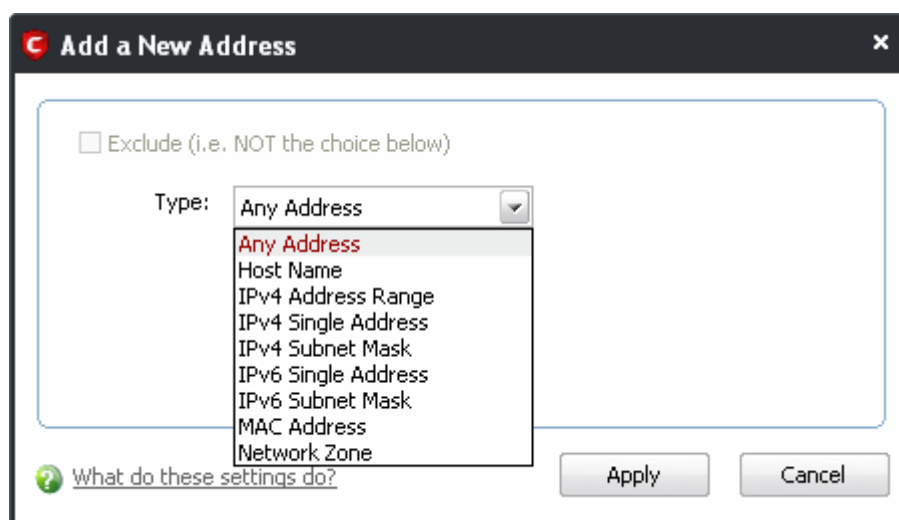 Add a New Address
Exclude (i.e. NOT the choice below)
Type: Any Address
Any Address
Host Name
IPv4 Address Range
IPv4 Single Address
IPv4 Subnet Mask
IPv6 Single Address
IPv6 Subnet Mask
MAC Address
Network Zone
What do these settings do? Apply Cancel